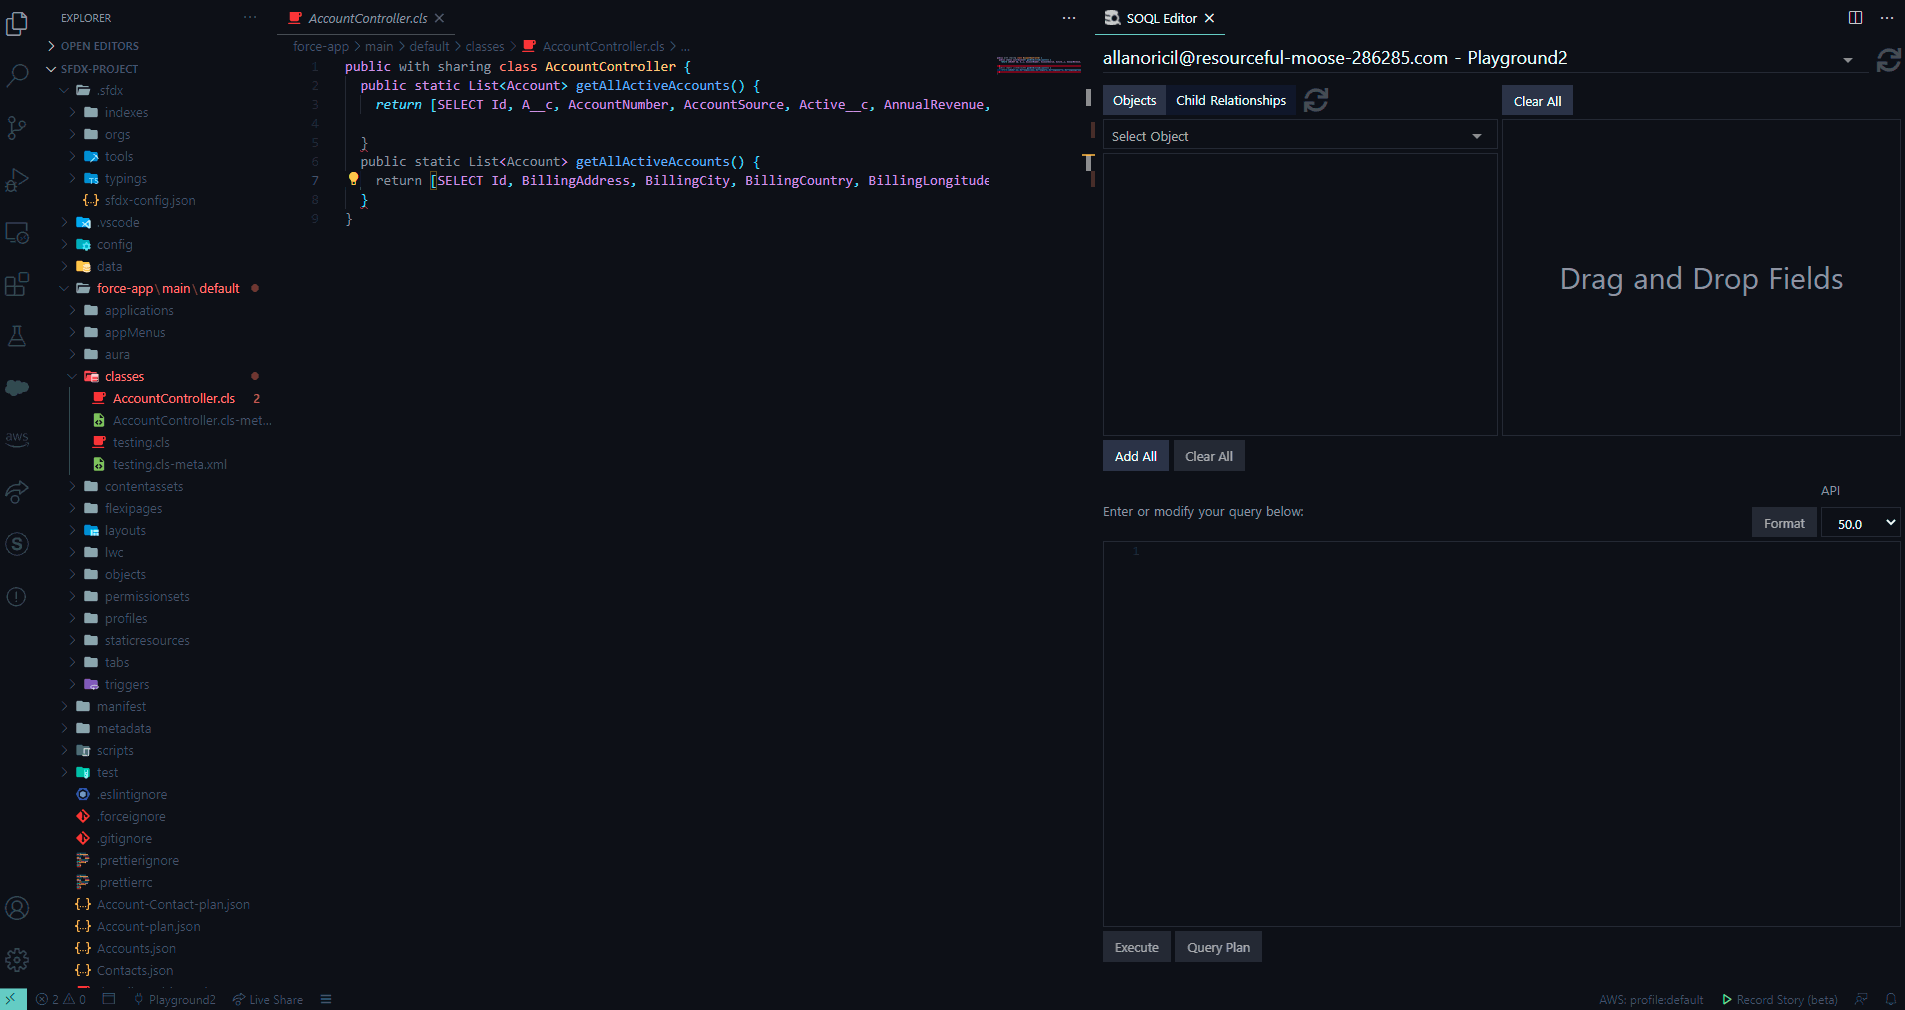 EXPLORER
OPEN EDITORS
SFDX-PROJECT
.sfdx
indexes
orgs
tools
typings
sfdx-config.json
.vscode
config
data
force-app\main\default
applications
appMenus
aura
classes
AccountController.cls 2
AccountController.cls-met...
testing.cls
testing.cls-meta.xml
contentassets
flexipages
layouts
lwc
objects
permissionsets
profiles
staticresources
tabs
triggers
manifest
metadata
scripts
test
.eslintignore
.forceignore
.gitignore
.prettierignore
.prettierrc
Account-Contact-plan.json
Account-plan.json
Accounts.json
Contacts.json
aws
AccountController.cls
force-app > main > default > classes > AccountController.cls > ...
1 public with sharing class AccountController {
2 public static List<Account> getAllActiveAccounts() {
3 return [SELECT Id, A__c, AccountNumber, AccountSource, Active__c, AnnualRevenue,
4
5 }
6 public static List<Account> getAllActiveAccounts() {
7 return [SELECT Id, BillingAddress, BillingCity, BillingCountry, BillingLongitude
8 }
9 }
SOQL Editor
allanoricil@resourceful-moose-286285.com - Playground2
Objects Child Relationships
Clear All
Select Object
Drag and Drop Fields
Add All Clear All
API
Enter or modify your query below:
Format 50.0
1
Execute Query Plan
2 0 Playground2 Live Share
AWS: profile:default Record Story (beta)